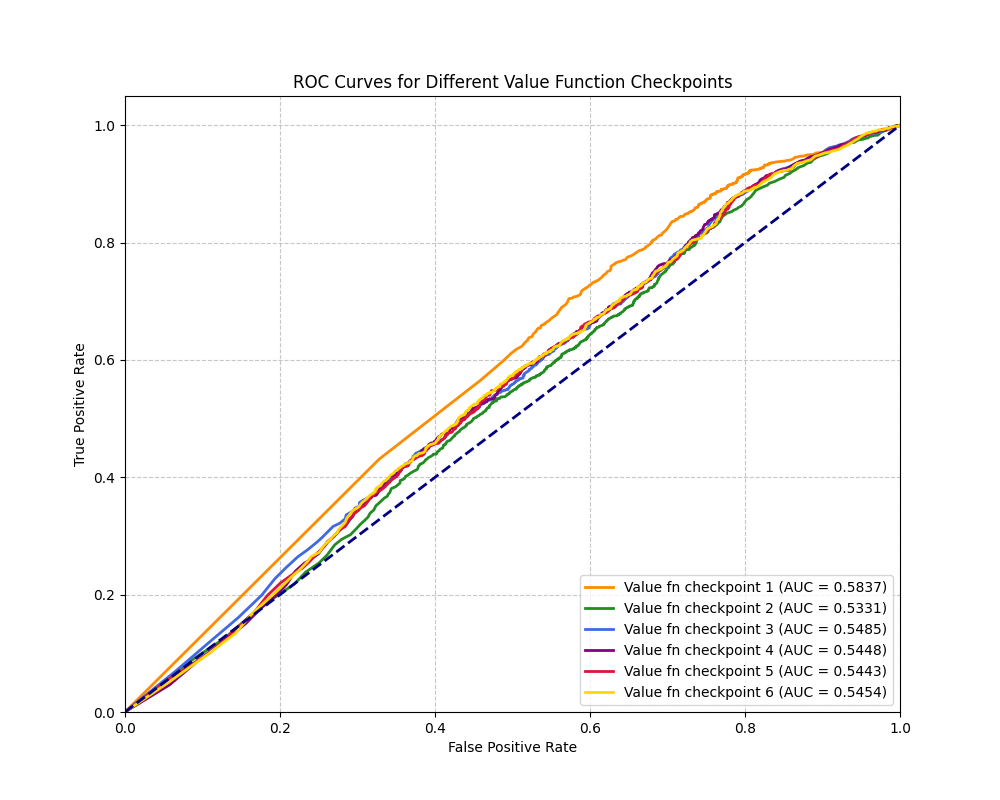 ROC Curves for Different Value Function Checkpoints
True Positive Rate
1.0
0.8
0.6
0.4
0.2
0.0
Value fn checkpoint 1 (AUC = 0.5837)
Value fn checkpoint 2 (AUC = 0.5331)
Value fn checkpoint 3 (AUC = 0.5485)
Value fn checkpoint 4 (AUC = 0.5448)
Value fn checkpoint 5 (AUC = 0.5443)
Value fn checkpoint 6 (AUC = 0.5454)
0.0 0.2 0.4 0.6 0.8 1.0
False Positive Rate